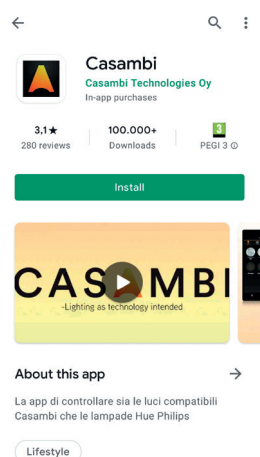 Casambi
Casambi Technologies Oy
In-app purchases
3,1★ 100.000+ 3
280 reviews Downloads PEGI 3
Install
CASAMBI
-Lighting as technology intended
About this app
La app di controllare sia le luci compatibili
Casambi che le lampade Hue Philips
Lifestyle